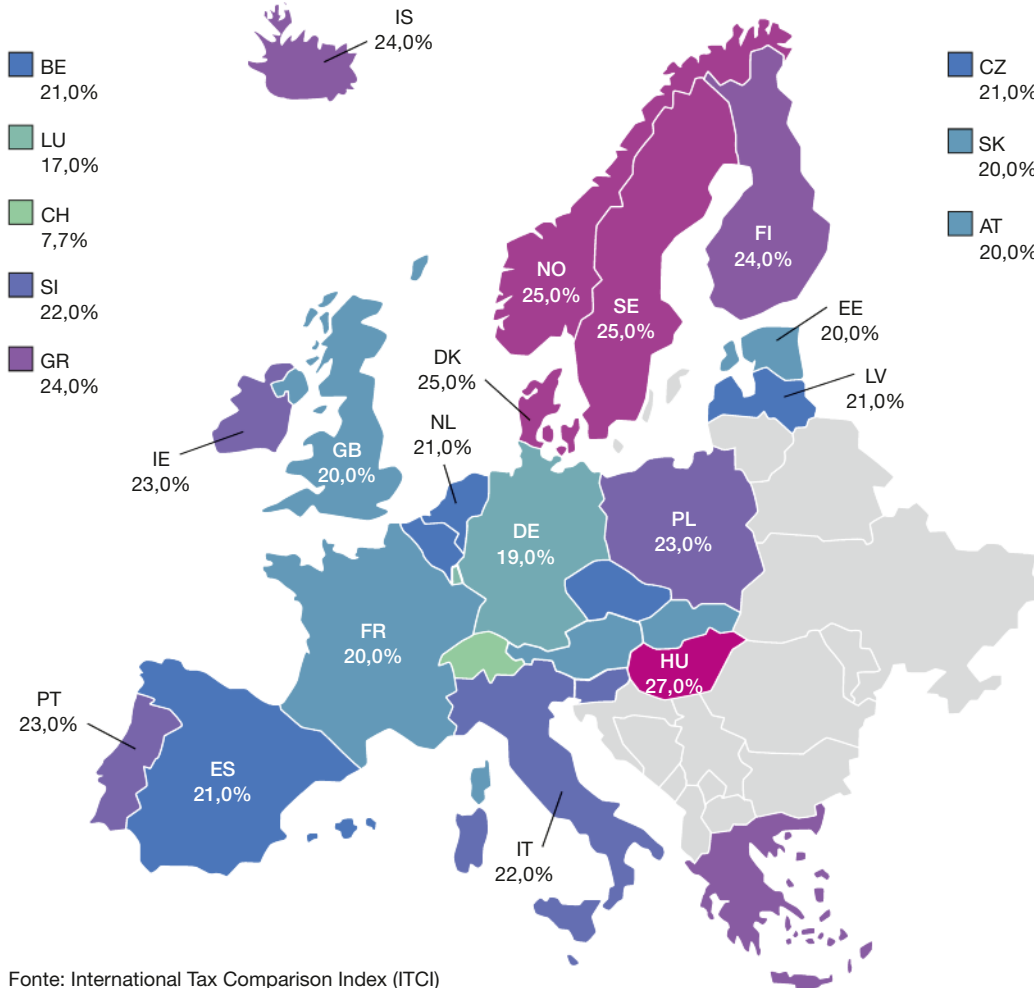 IS
24,0%
BE
21,0%
LU
17,0%
CH
7,7%
SI
22,0%
GR
24,0%
CZ
21,0%
SK
20,0%
AT
20,0%
FI
24,0%
NO
25,0%
SE
25,0%
EE
20,0%
DK
25,0%
LV
21,0%
NL
21,0%
IE
23,0%
GB
20,0%
DE
19,0%
PL
23,0%
FR
20,0%
HU
27,0%
PT
23,0%
ES
21,0%
IT
22,0%
Fonte: International Tax Comparison Index (ITCI)